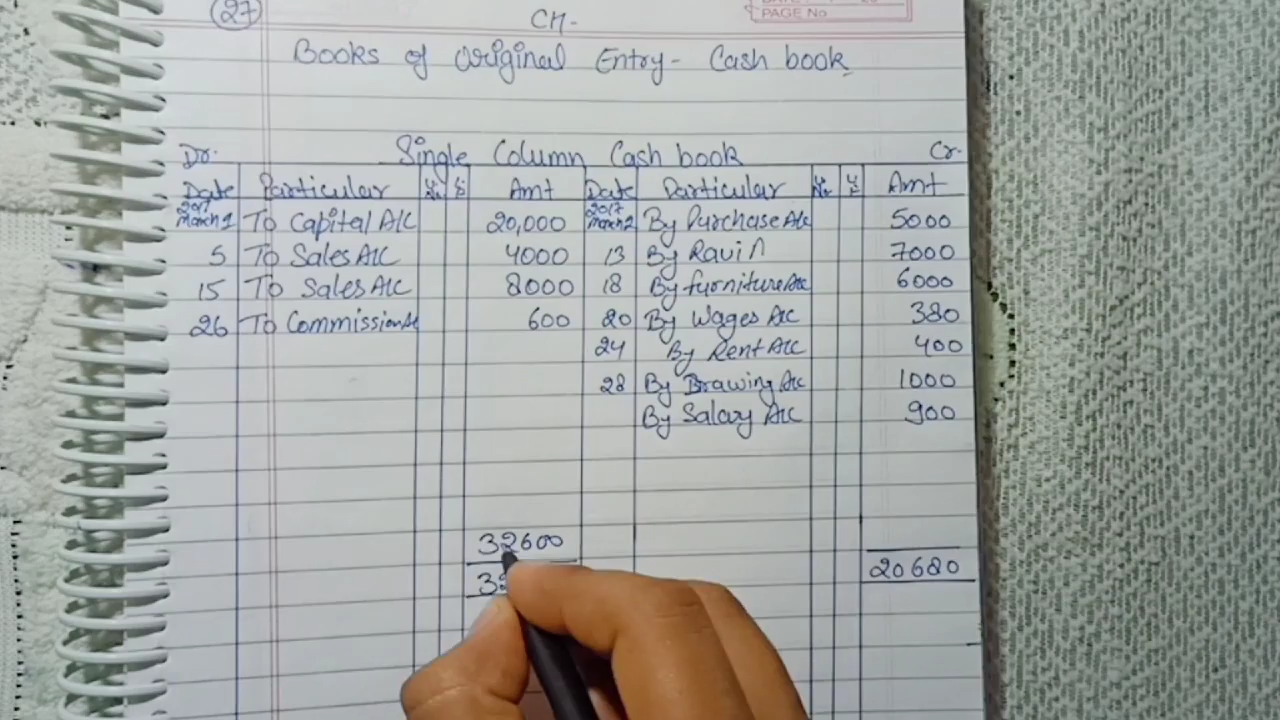 27
CH-
PAGE No
Books of Original Entry- Cash book
Dr. Single Column Cash book Cr.
Date Particular Amt Date Particular Amt
2017 March 1 To Capital A/c 20,000 2017 March 2 By Purchase A/c 5000
5 To Sales A/c 4000 13 By Ravi 7000
15 To Sales A/c 8000 18 By furniture A/c 6000
26 To Commission A/c 600 20 By Wages A/c 380
24 By Rent A/c 400
28 By Drawing A/c 1000
By Salary A/c 900
32600
20680